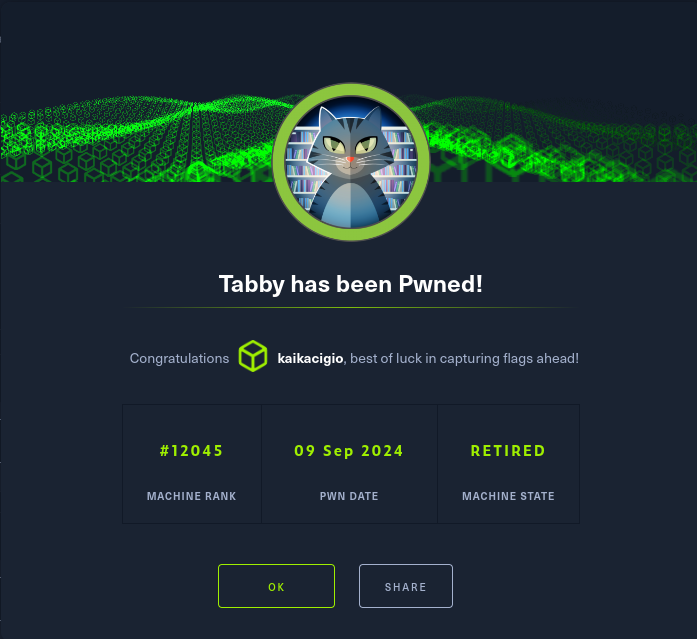 Tabby has been Pwned!
Congratulations kaikacigio, best of luck in capturing flags ahead!
#12045 09 Sep 2024 RETIRED
MACHINE RANK PWN DATE MACHINE STATE
OK SHARE